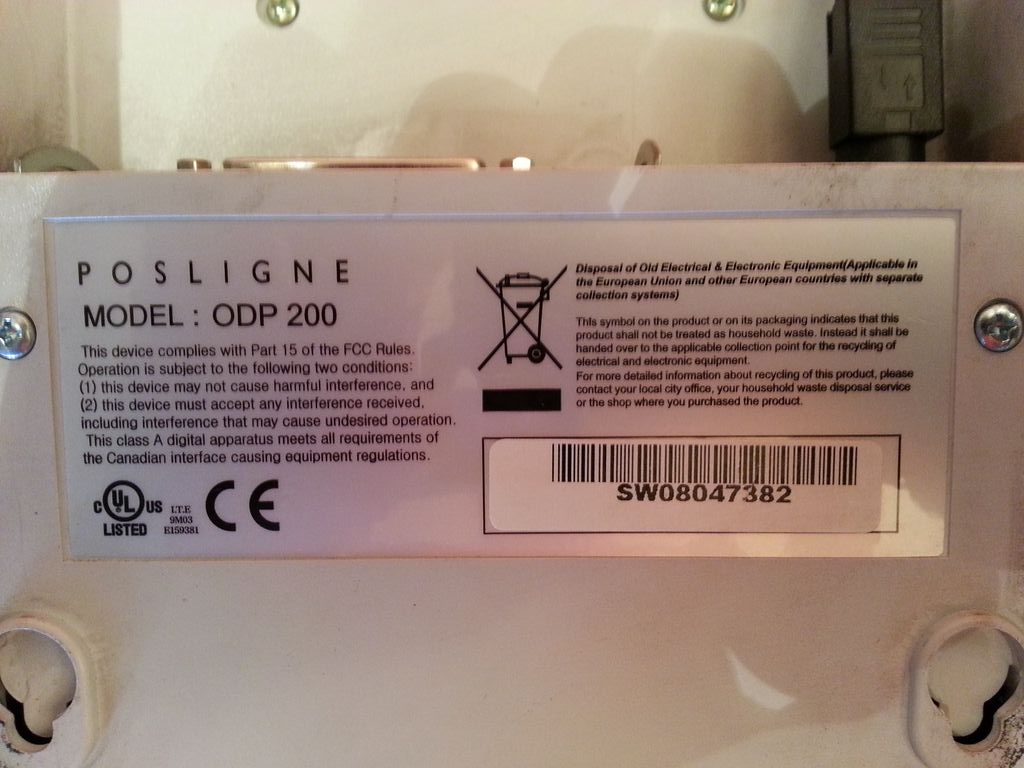 POSLIGNE
MODEL : ODP 200
This device complies with Part 15 of the FCC Rules.
Operation is subject to the following two conditions:
(1) this device may not cause harmful interference, and
(2) this device must accept any interference received,
including interference that may cause undesired operation.
This class A digital apparatus meets all requirements of
the Canadian interface causing equipment regulations.
C UL US
LISTED
I.T.E
9M03
E159381
CE
Disposal of Old Electrical & Electronic Equipment(Applicable in
the European Union and other European countries with separate
collection systems)
This symbol on the product or on its packaging indicates that this
product shall not be treated as household waste. Instead it shall be
handed over to the applicable collection point for the recycling of
electrical and electronic equipment.
For more detailed information about recycling of this product, please
contact your local city office, your household waste disposal service
or the shop where you purchased the product.
SW08047382